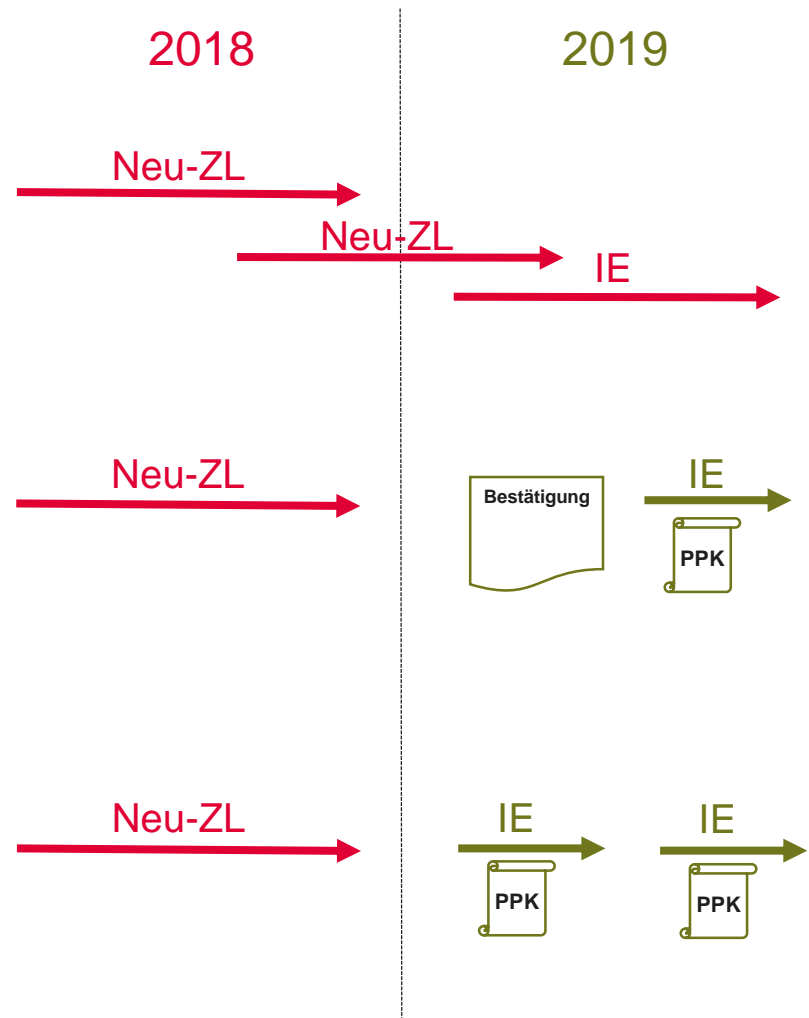 2018
2019
Neu-ZL
Neu-ZL
IE
Neu-ZL
Bestätigung
IE
PPK
Neu-ZL
IE
IE
PPK
PPK